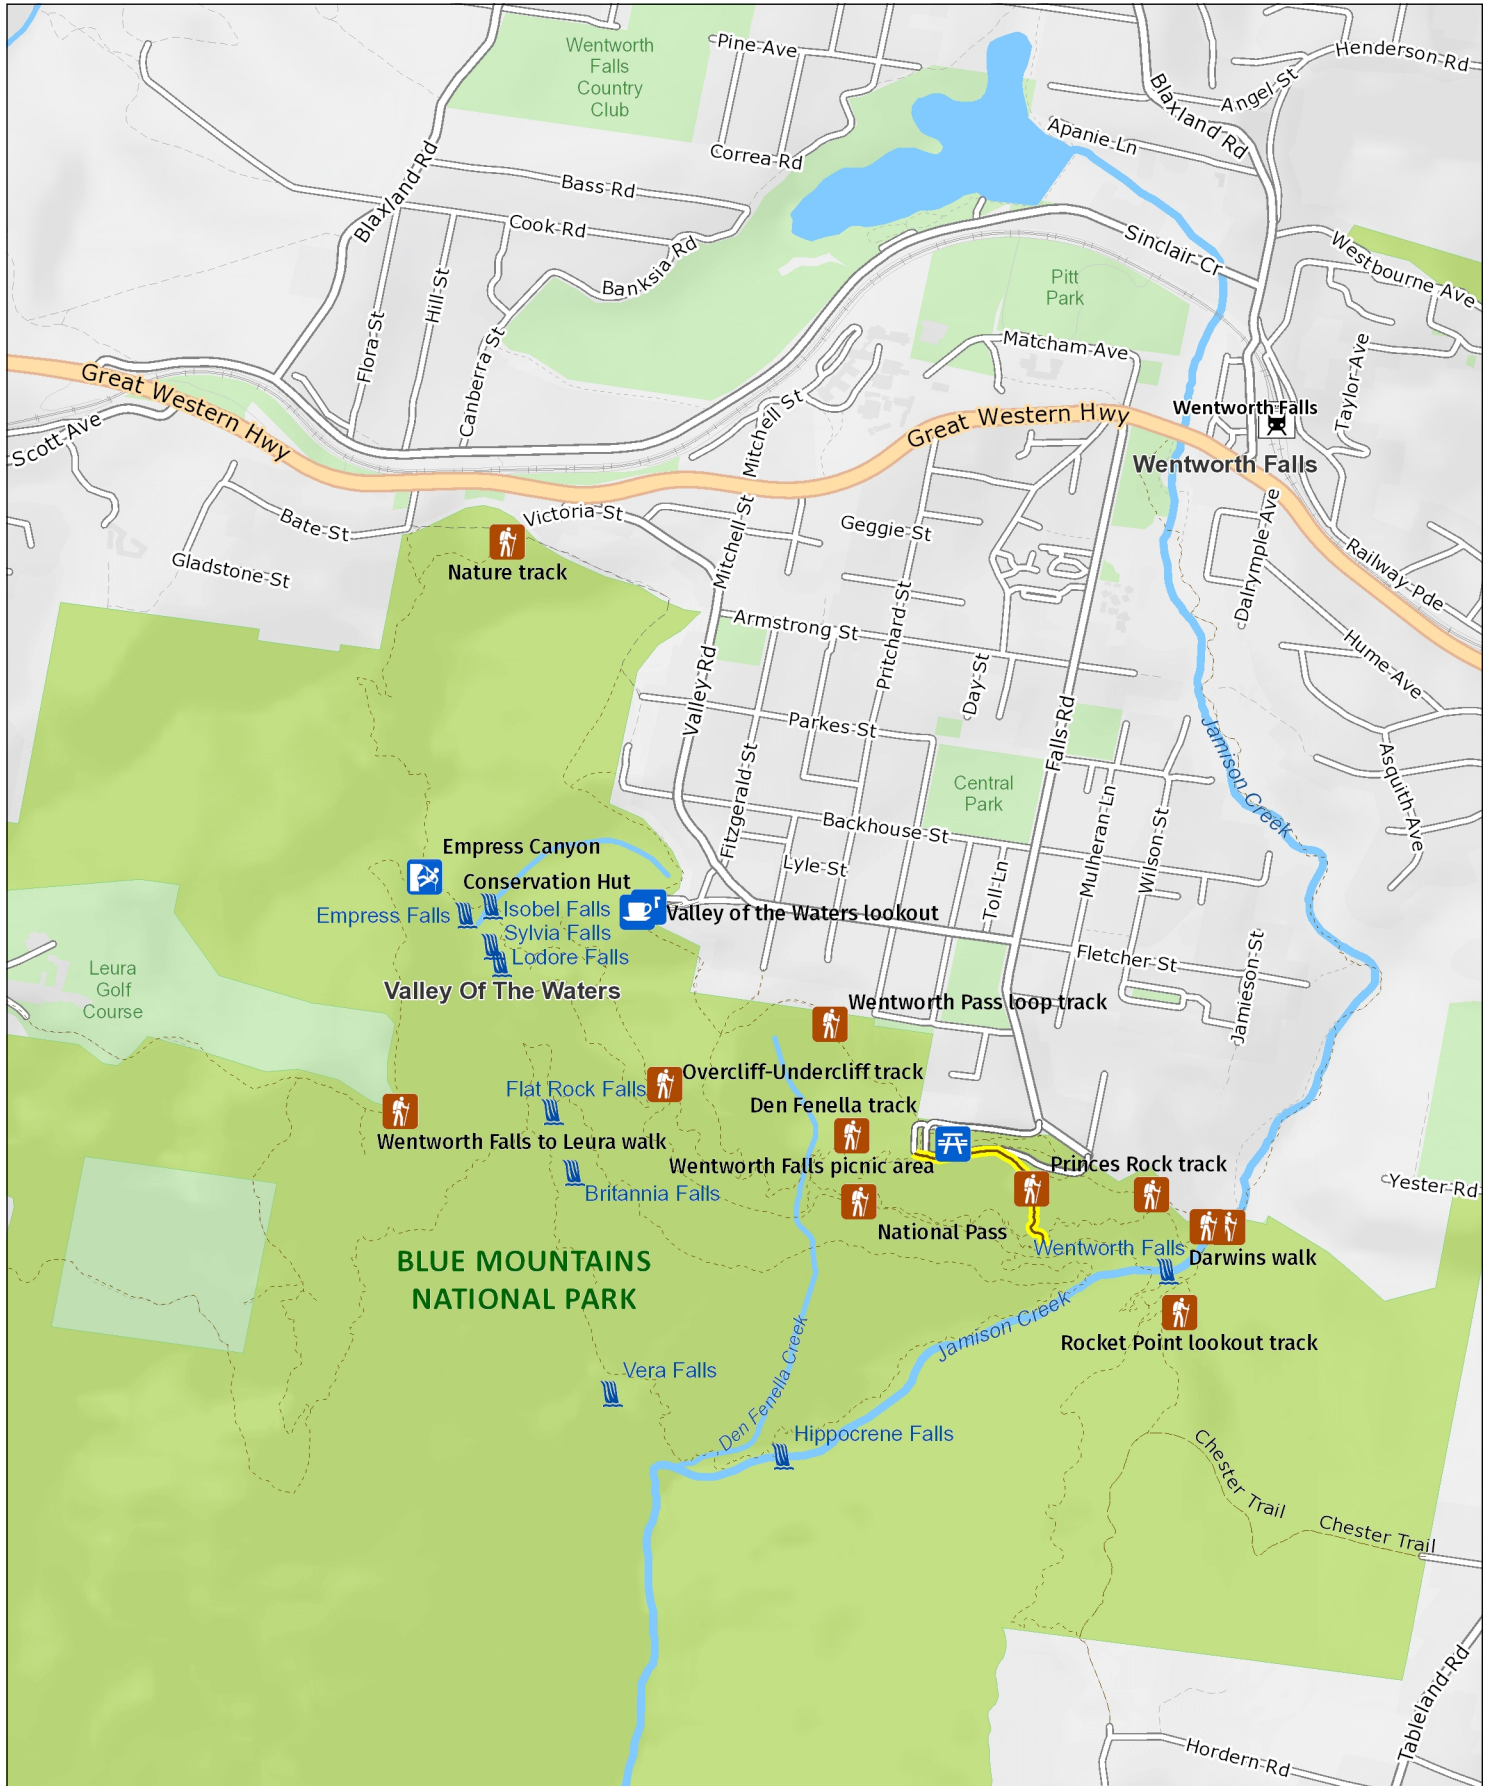 Wentworth
Falls
Country
Club
Pine Ave
Henderson Rd
Angel St
Blaxland Rd
Apanie Ln
Correa Rd
Blaxland Rd
Bass Rd
Cook Rd
Banksia Rd
Sinclair Cr
Westbourne Ave
Pitt
Park
Hill St
Flora St
Canberra St
Matcham Ave
Taylor Ave
Great Western Hwy
Scott Ave
Mitchell St
Great Western Hwy
Wentworth Falls
Wentworth Falls
Bate St
Victoria St
Mitchell St
Geggie St
Dalrymple Ave
Railway Pde
Gladstone St
Nature track
Armstrong St
Pritchard St
Day St
Hume Ave
Valley Rd
Parkes St
Falls Rd
Jamison Creek
Asquith Ave
Fitzgerald St
Central
Park
Backhouse St
Mulheran Ln
Wilson St
Lyle St
Toll Ln
Empress Canyon
Conservation Hut
Empress Falls
Isobel Falls
Valley of the Waters lookout
Sylvia Falls
Lodore Falls
Valley Of The Waters
Fletcher St
Jamieson St
Leura
Golf
Course
Wentworth Pass loop track
Overcliff-Undercliff track
Flat Rock Falls
Den Fenella track
Wentworth Falls to Leura walk
Wentworth Falls picnic area
Princes Rock track
Britannia Falls
Yester Rd
National Pass
Wentworth Falls
Darwins walk
BLUE MOUNTAINS
NATIONAL PARK
Jamison Creek
Rocket Point lookout track
Vera Falls
Den Fenella Creek
Hippocrene Falls
Chester Trail
Chester Trail
Tableland Rd
Hordern Rd